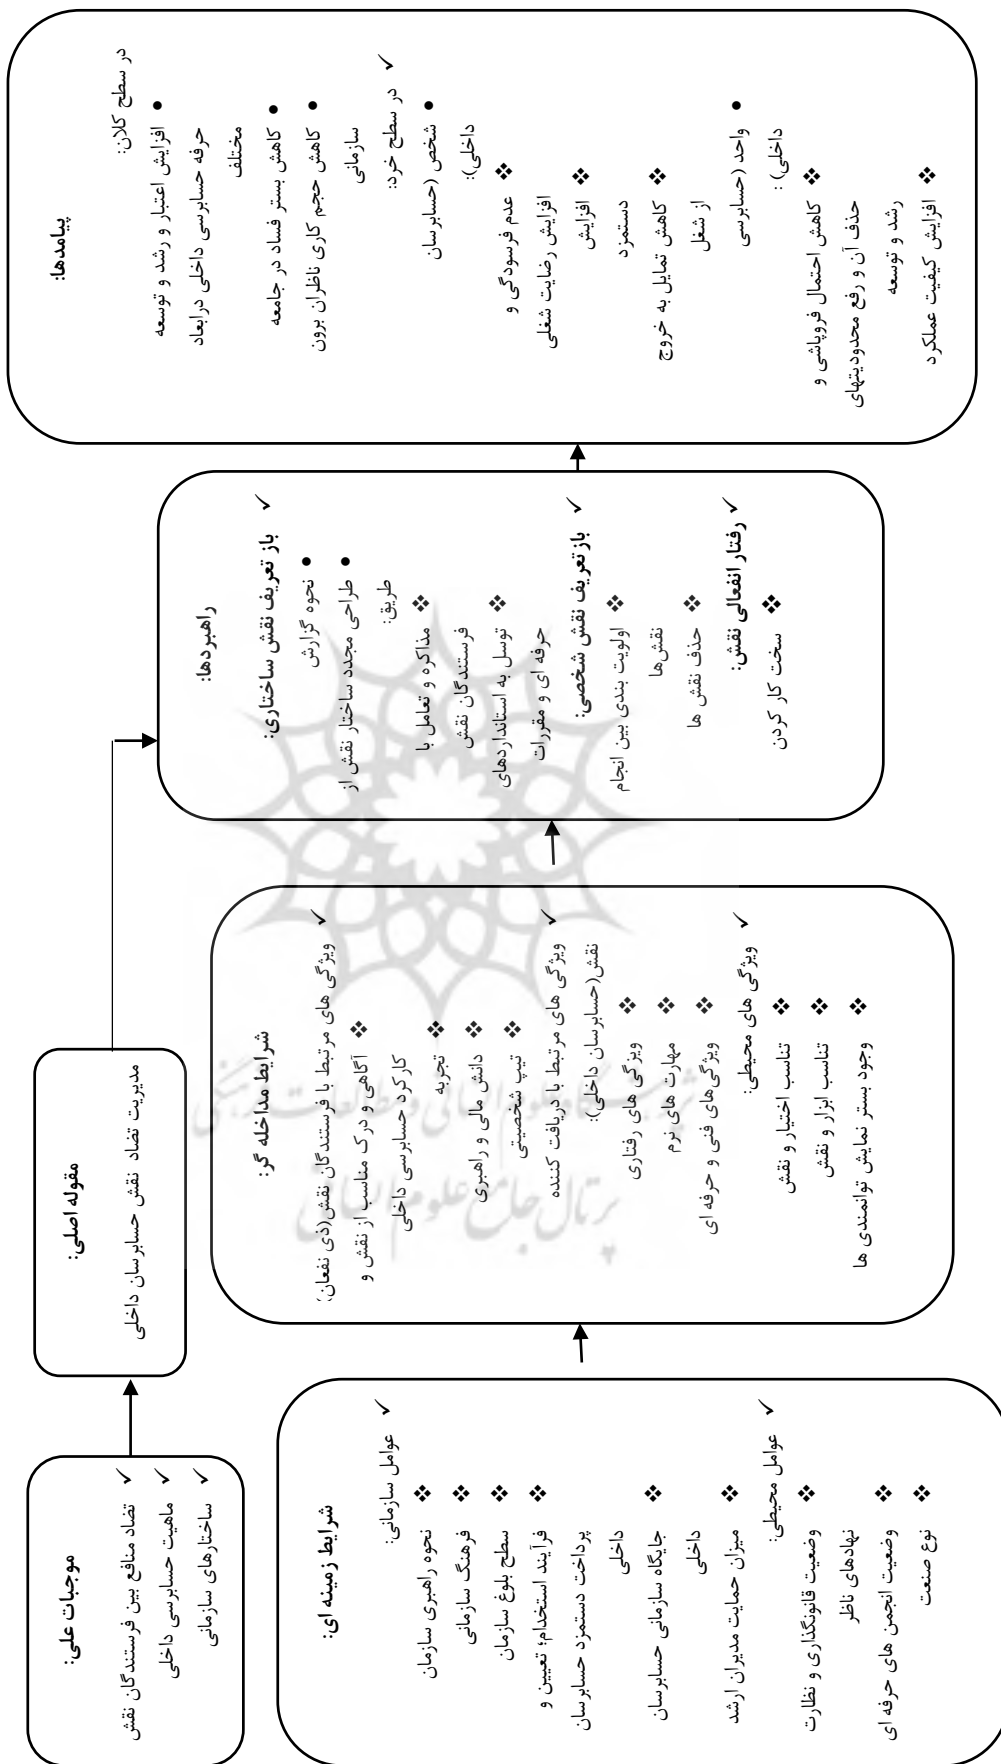 موجبات علی:
✓ تضاد منافع بین فرستندگان نقش
✓ ماهیت حسابرسی داخلی
✓ ساختارهای سازمانی
مقوله اصلی:
مدیریت تضاد نقش حسابرسان داخلی
شرایط زمینه ای:
✓ عوامل سازمانی:
❖ نحوه راهبری سازمان
❖ فرهنگ سازمانی
❖ سطح بلوغ سازمان
❖ فرآیند استخدام؛ تعیین و
پرداخت دستمزد حسابرسان
داخلی
❖ جایگاه سازمانی حسابرسان
داخلی
❖ میزان حمایت مدیران ارشد
✓ عوامل محیطی:
❖ وضعیت قانونگذاری و نظارت
نهادهای ناظر
❖ وضعیت انجمن های حرفه ای
❖ نوع صنعت
شرایط مداخله گر:
✓ ویژگی های مرتبط با فرستندگان نقش(ذی نفعان)
❖ آگاهی و درک مناسب از نقش و
کارکرد حسابرسی داخلی
❖ تجربه
❖ دانش مالی و راهبری
❖ تیپ شخصیتی
✓ ویژگی های مرتبط با دریافت کننده
نقش(حسابرسان داخلی):
❖ ویژگی های رفتاری
❖ مهارت های نرم
❖ ویژگی‌های فنی و حرفه ای
✓ ویژگی های محیطی:
❖ تناسب اختیار و نقش
❖ تناسب ابزار و نقش
❖ وجود بستر نمایش توانمندی ها
راهبردها:
✓ باز تعریف نقش ساختاری:
• نحوه گزارش
• طراحی مجدد ساختار نقش از
طریق:
❖ مذاکره و تعامل با
فرستندگان نقش
❖ توسل به استانداردهای
حرفه ای و مقررات
✓ باز تعریف نقش شخصی:
❖ اولویت بندی بین انجام
نقش‌ها
❖ حذف نقش ها
✓ رفتار انفعالی نقش:
❖ سخت کار کردن
پیامدها:
در سطح کلان:
• افزایش اعتبار و رشد و توسعه
حرفه حسابرسی داخلی درابعاد
مختلف
• کاهش بستر فساد در جامعه
• کاهش حجم کاری ناظران برون
سازمانی
✓ در سطح خرد:
• شخص (حسابرسان
داخلی):
❖ عدم فرسودگی و
افزایش رضایت شغلی
❖ افزایش
دستمزد
❖ کاهش تمایل به خروج
از شغل
• واحد (حسابرسی
داخلی) :
❖ کاهش احتمال فروپاشی و
حذف آن و رفع محدودیتهای
رشد و توسعه
❖ افزایش کیفیت عملکرد
پژوهشگاه علوم انسانی و مطالعات فرهنگی
پرتال جامع علوم انسانی